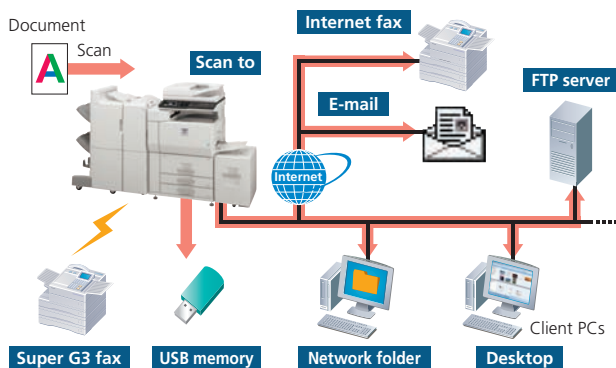 Document
Scan
Scan to
Internet fax
FTP server
E-mail
Internet
Client PCs
Super G3 fax
USB memory
Network folder
Desktop